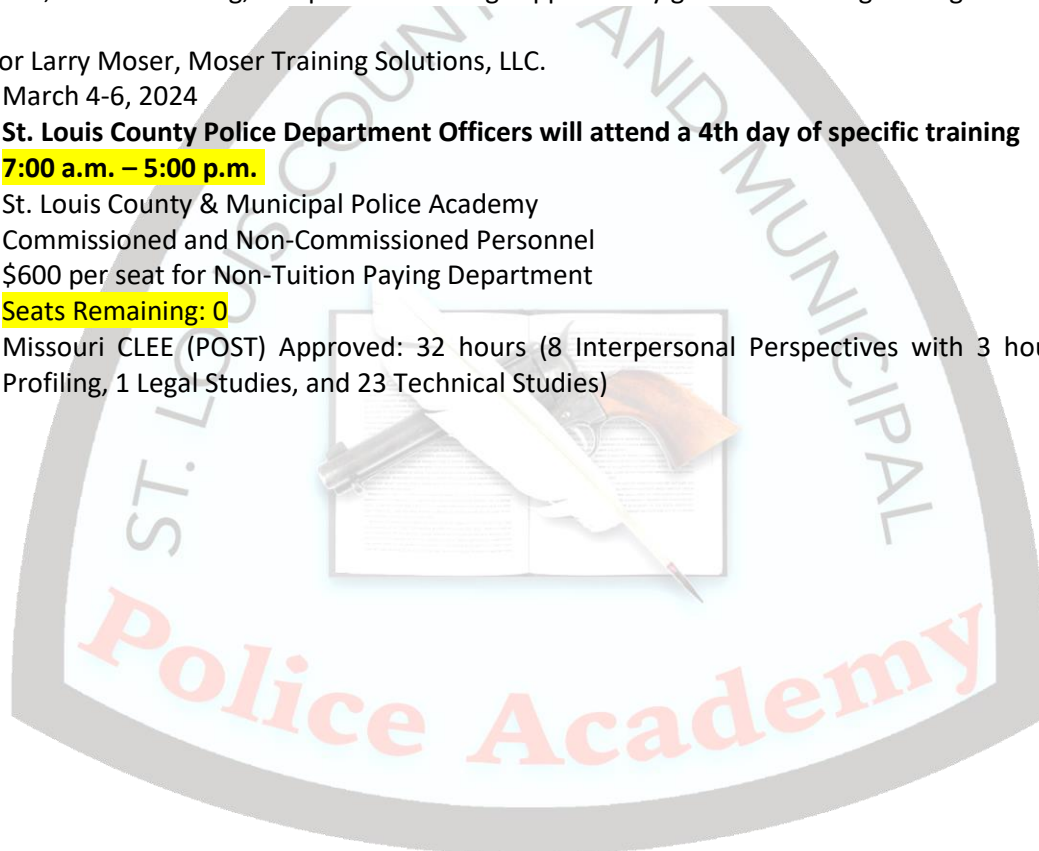 or Larry Moser, Moser Training Solutions, LLC.
March 4-6, 2024
St. Louis County Police Department Officers will attend a 4th day of specific training
7:00 a.m. – 5:00 p.m.
St. Louis County & Municipal Police Academy
Commissioned and Non-Commissioned Personnel
$600 per seat for Non-Tuition Paying Department
Seats Remaining: 0
Missouri CLEE (POST) Approved: 32 hours (8 Interpersonal Perspectives with 3 hou
Profiling, 1 Legal Studies, and 23 Technical Studies)
ST. LOUIS COUNTY AND MUNICIPAL
Police Academy